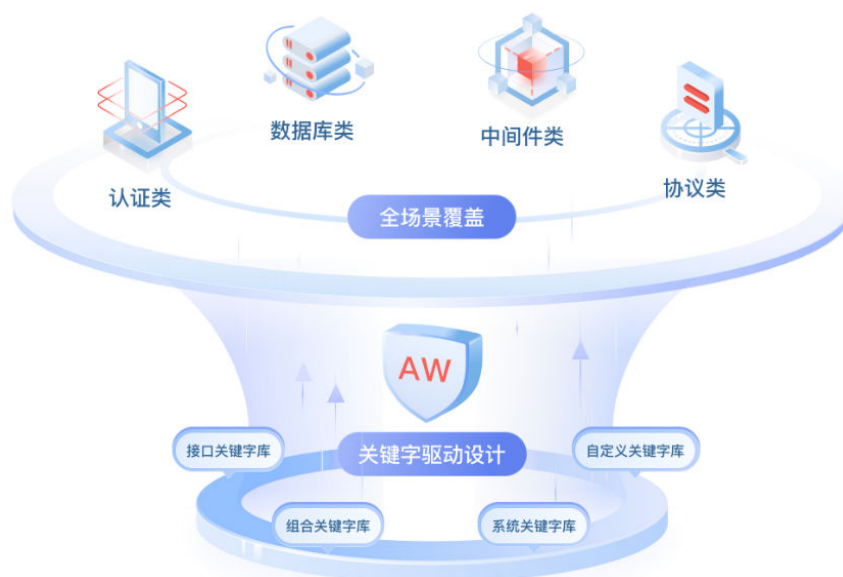 数据库类
中间件类
认证类
协议类
全场景覆盖
AW
接口关键字库
关键字驱动设计
自定义关键字库
组合关键字库
系统关键字库